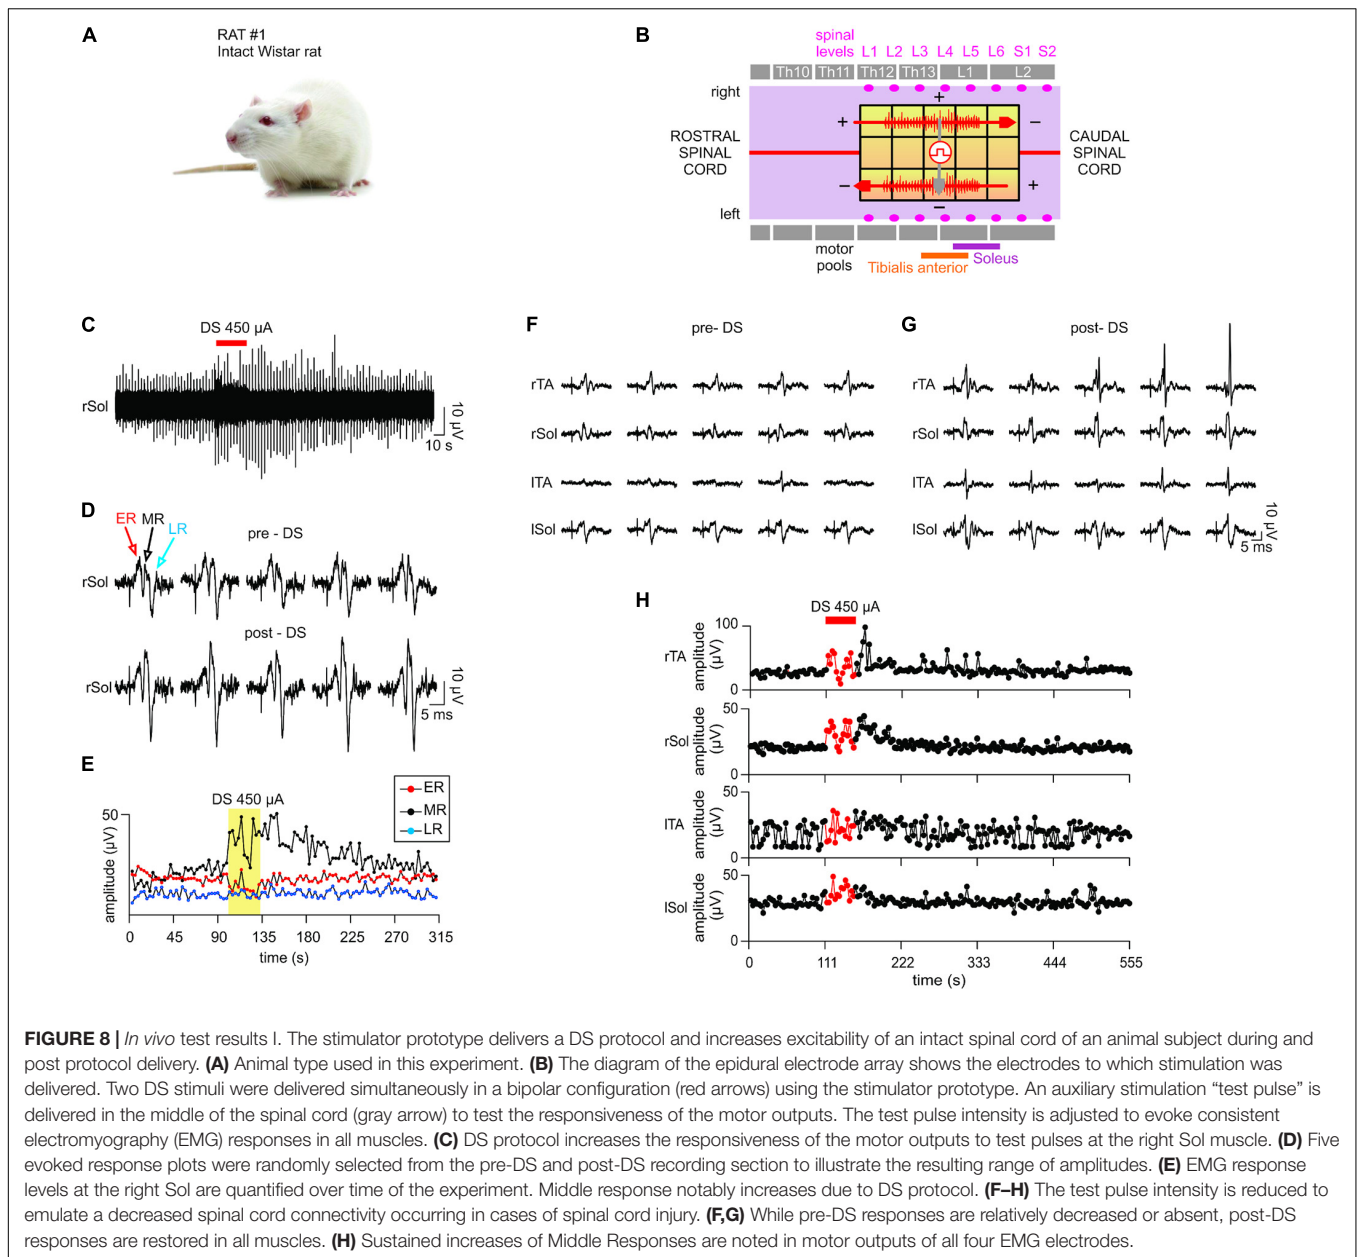 A
RAT #1
Intact Wistar rat
B
spinal
levels L1 L2 L3 L4 L5 L6 S1 S2
Th10 Th11 Th12 Th13 L1 L2
right
+
+ −
ROSTRAL
SPINAL
CORD
CAUDAL
SPINAL
CORD
− +
left
−
motor
pools
Soleus
Tibialis anterior
C
DS 450 µA
rSol
10 µV
10 s
D
ER MR LR
pre - DS
rSol
post - DS
rSol
10 µV
5 ms
E
DS 450 µA
ER
MR
LR
50
0
amplitude (µV)
0 45 90 135 180 225 270 315
time (s)
F
pre- DS
rTA
rSol
lTA
lSol
G
post- DS
rTA
rSol
lTA
lSol
10 µV
5 ms
H
DS 450 µA
rTA
amplitude
(µV)
100
0
rSol
amplitude
(µV)
50
0
lTA
amplitude
(µV)
50
0
lSol
amplitude
(µV)
50
0
0 111 222 333 444 555
time (s)
FIGURE 8 | In vivo test results I. The stimulator prototype delivers a DS protocol and increases excitability of an intact spinal cord of an animal subject during and
post protocol delivery. (A) Animal type used in this experiment. (B) The diagram of the epidural electrode array shows the electrodes to which stimulation was
delivered. Two DS stimuli were delivered simultaneously in a bipolar configuration (red arrows) using the stimulator prototype. An auxiliary stimulation “test pulse” is
delivered in the middle of the spinal cord (gray arrow) to test the responsiveness of the motor outputs. The test pulse intensity is adjusted to evoke consistent
electromyography (EMG) responses in all muscles. (C) DS protocol increases the responsiveness of the motor outputs to test pulses at the right Sol muscle. (D) Five
evoked response plots were randomly selected from the pre-DS and post-DS recording section to illustrate the resulting range of amplitudes. (E) EMG response
levels at the right Sol are quantified over time of the experiment. Middle response notably increases due to DS protocol. (F–H) The test pulse intensity is reduced to
emulate a decreased spinal cord connectivity occurring in cases of spinal cord injury. (F,G) While pre-DS responses are relatively decreased or absent, post-DS
responses are restored in all muscles. (H) Sustained increases of Middle Responses are noted in motor outputs of all four EMG electrodes.